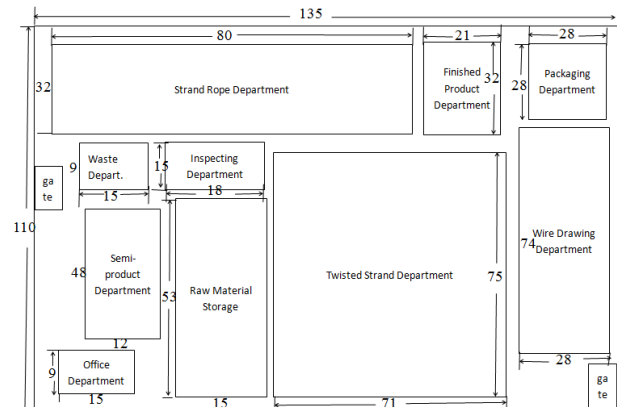 135
80
21
28
32
Strand Rope Department
Finished
Product
Department
32
28
Packaging
Department
9
Waste
Depart.
15
15
Inspecting
Department
18
ga
te
110
48
Semi-
product
Department
12
53
Raw Material
Storage
15
Twisted Strand Department
75
71
74
Wire Drawing
Department
28
9
Office
Department
15
ga
te